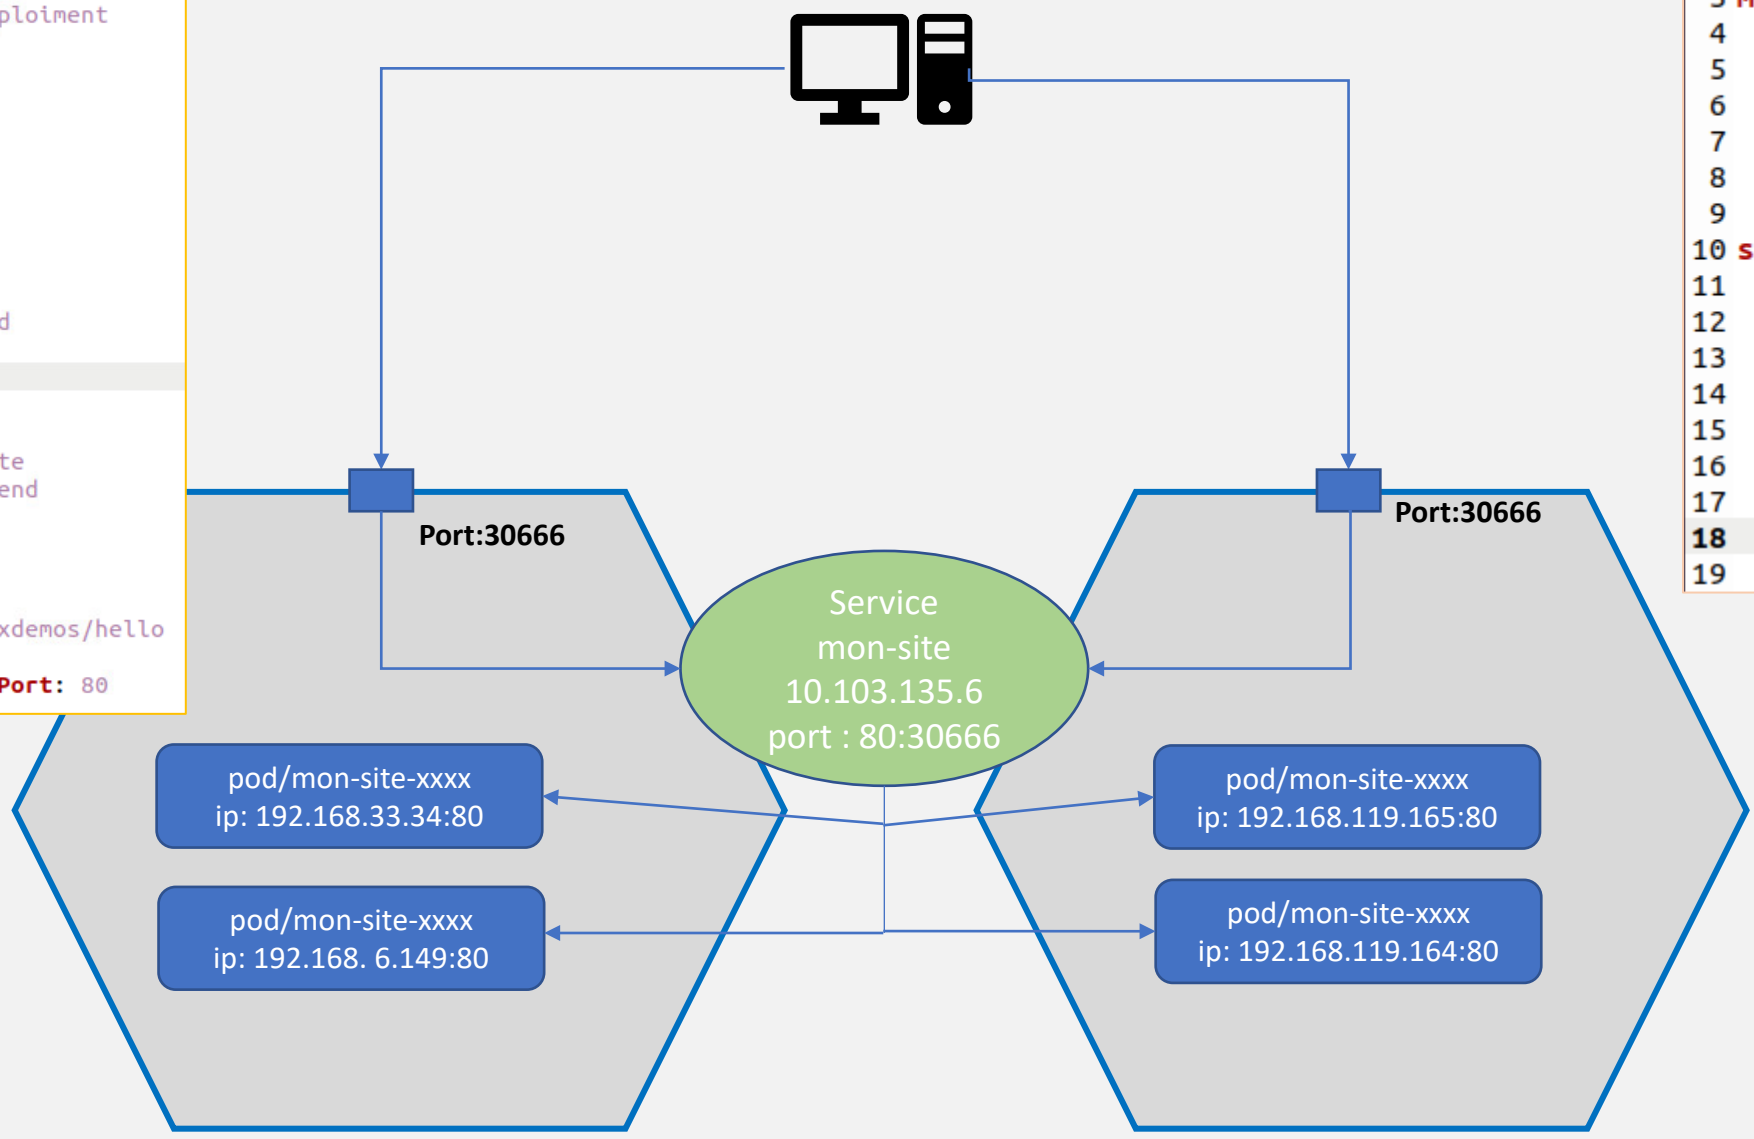 ploiment
d
te
end
xdemos/hello
Port: 80
4
5
6
7
8
9
10 s
11
12
13
14
15
16
17
18
19
Port:30666
Port:30666
Service
mon-site
10.103.135.6
port : 80:30666
pod/mon-site-xxxx
ip: 192.168.33.34:80
pod/mon-site-xxxx
ip: 192.168. 6.149:80
pod/mon-site-xxxx
ip: 192.168.119.165:80
pod/mon-site-xxxx
ip: 192.168.119.164:80